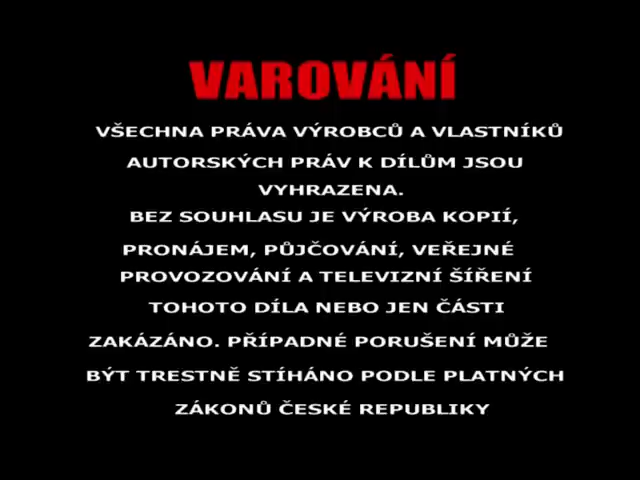 VAROVÁNÍ
VŠECHNA PRÁVA VÝROBCŮ A VLASTNÍKŮ
AUTORSKÝCH PRÁV K DÍLŮM JSOU
VYHRAZENA.
BEZ SOUHLASU JE VÝROBA KOPIÍ,
PRONÁJEM, PŮJČOVÁNÍ, VEŘEJNÉ
PROVOZOVÁNÍ A TELEVIZNÍ ŠÍŘENÍ
TOHOTO DÍLA NEBO JEN ČÁSTI
ZAKÁZÁNO. PŘÍPADNÉ PORUŠENÍ MŮŽE
BÝT TRESTNĚ STÍHÁNO PODLE PLATNÝCH
ZÁKONŮ ČESKÉ REPUBLIKY